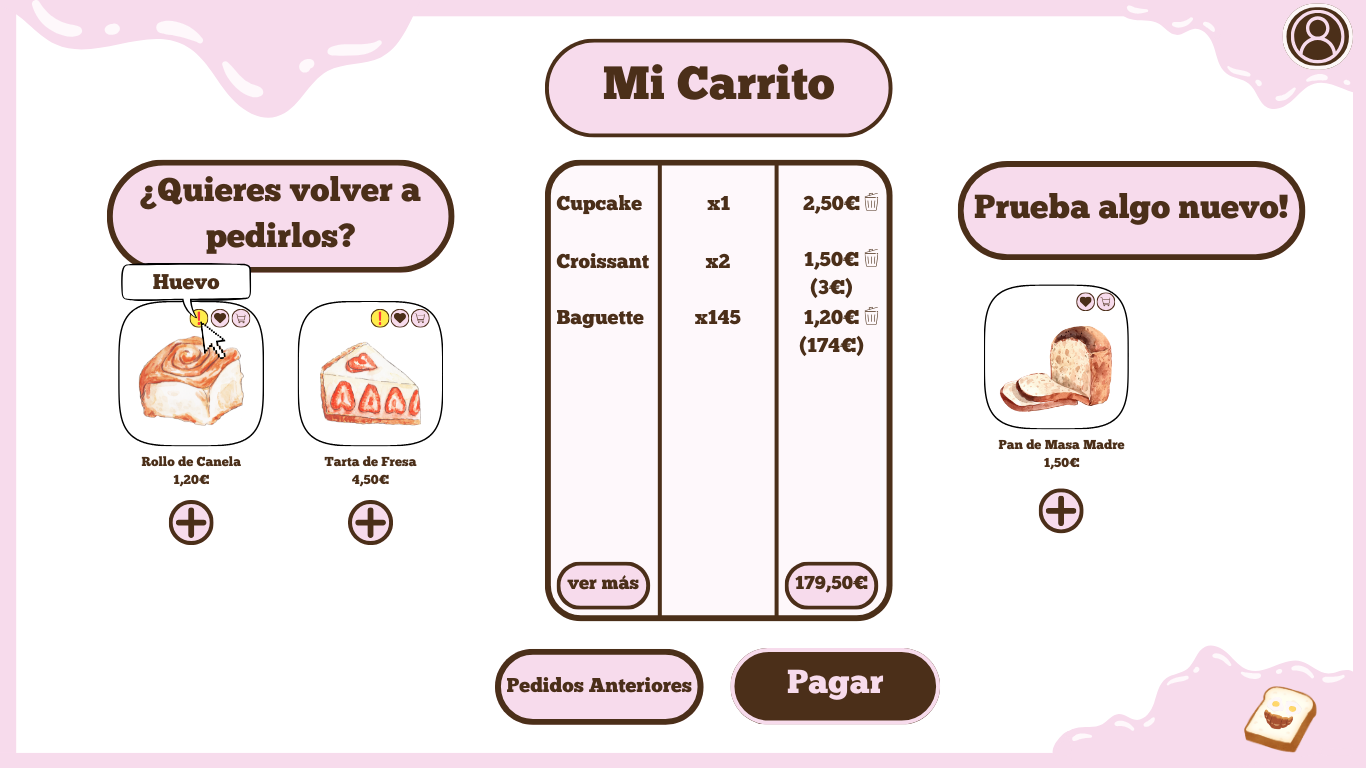 Mi Carrito
¿Quieres volver a
pedirlos?
Huevo
!
!
Rollo de Canela
1,20€
Tarta de Fresa
4,50€
Cupcake x1 2,50€
Croissant x2 1,50€
(3€)
Baguette x145 1,20€
(174€)
ver más 179,50€
Prueba algo nuevo!
Pan de Masa Madre
1,50€
Pedidos Anteriores
Pagar